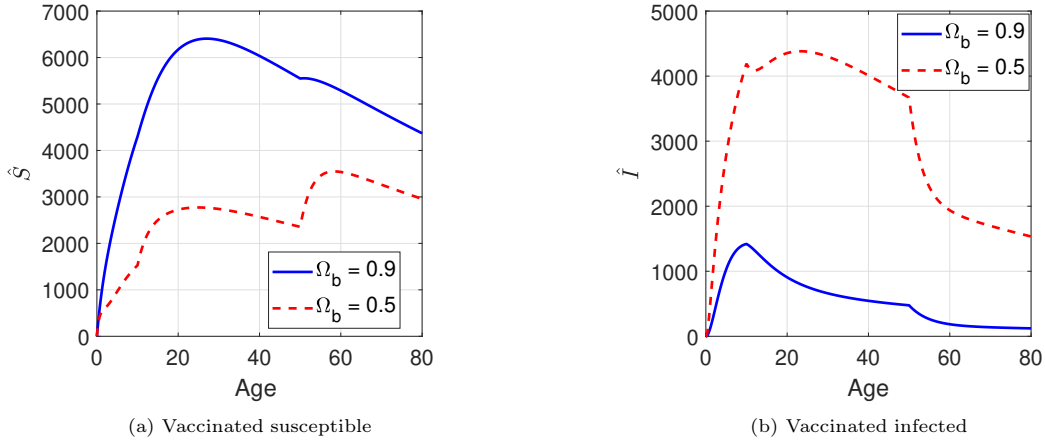 7000
6000
5000
4000
3000
2000
1000
0
0 20 40 60 80
Ŝ
Age
Ω_b = 0.9
Ω_b = 0.5
(a) Vaccinated susceptible
5000
4000
3000
2000
1000
0
0 20 40 60 80
Î
Age
Ω_b = 0.9
Ω_b = 0.5
(b) Vaccinated infected